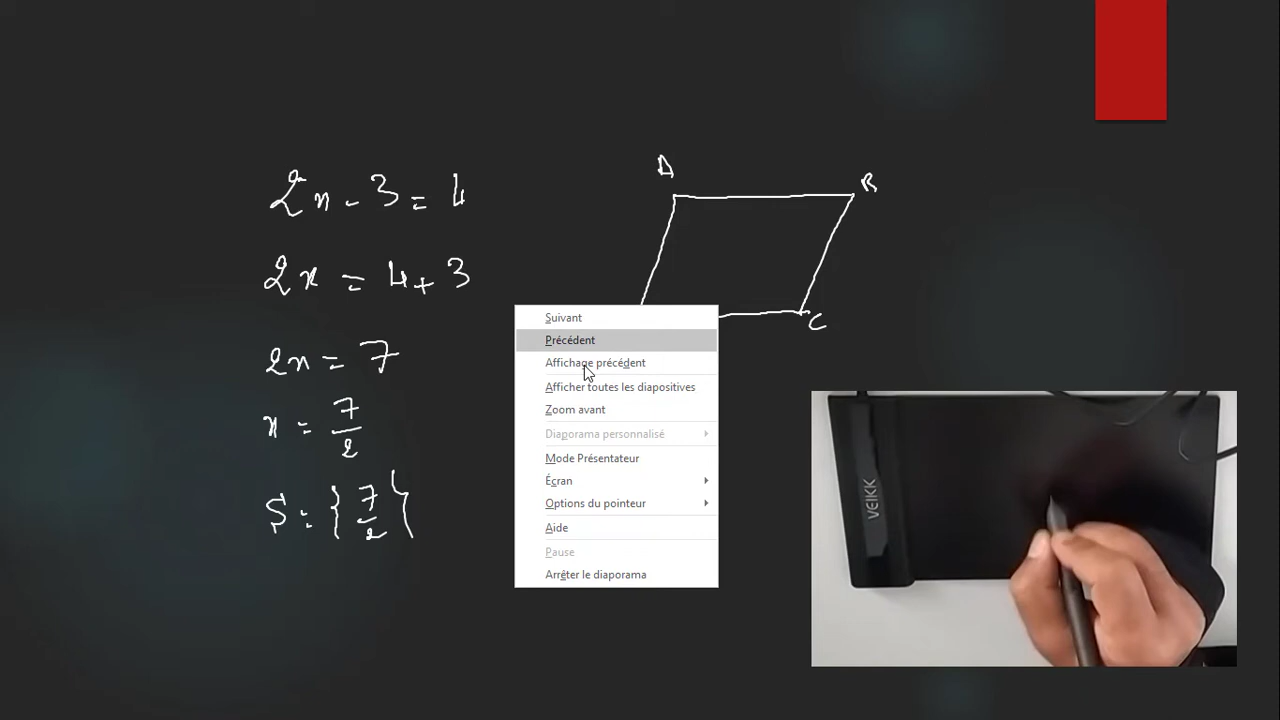 2x - 3 = 4
2x = 4 + 3
2x = 7
x = 7/2
S = { 7/2 }
A
B
C
Suivant
Précédent
Affichage précédent
Afficher toutes les diapositives
Zoom avant
Diaporama personnalisé
Mode Présentateur
Écran
Options du pointeur
Aide
Pause
Arrêter le diaporama
VEIKK